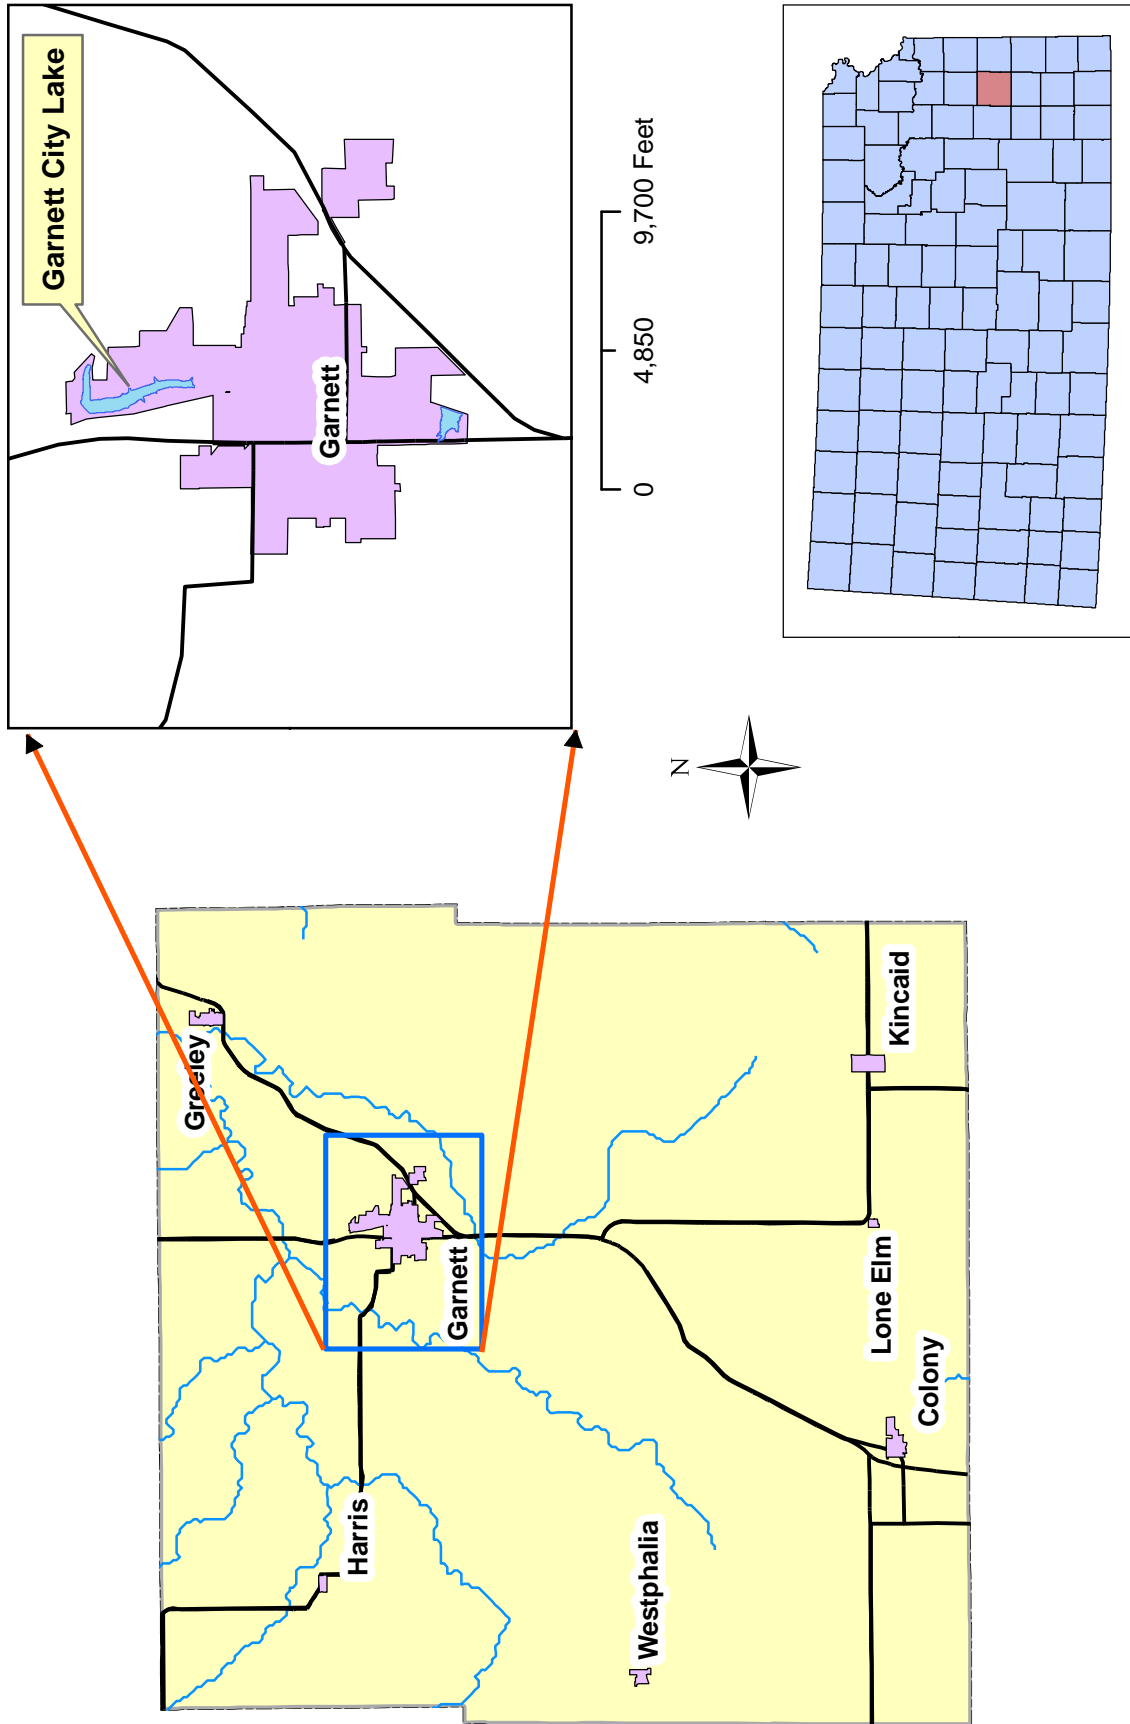 Garnett City Lake
Garnett
0
4,850
9,700 Feet
N
Greeley
Garnett
Harris
Westphalia
Kincaid
Lone Elm
Colony